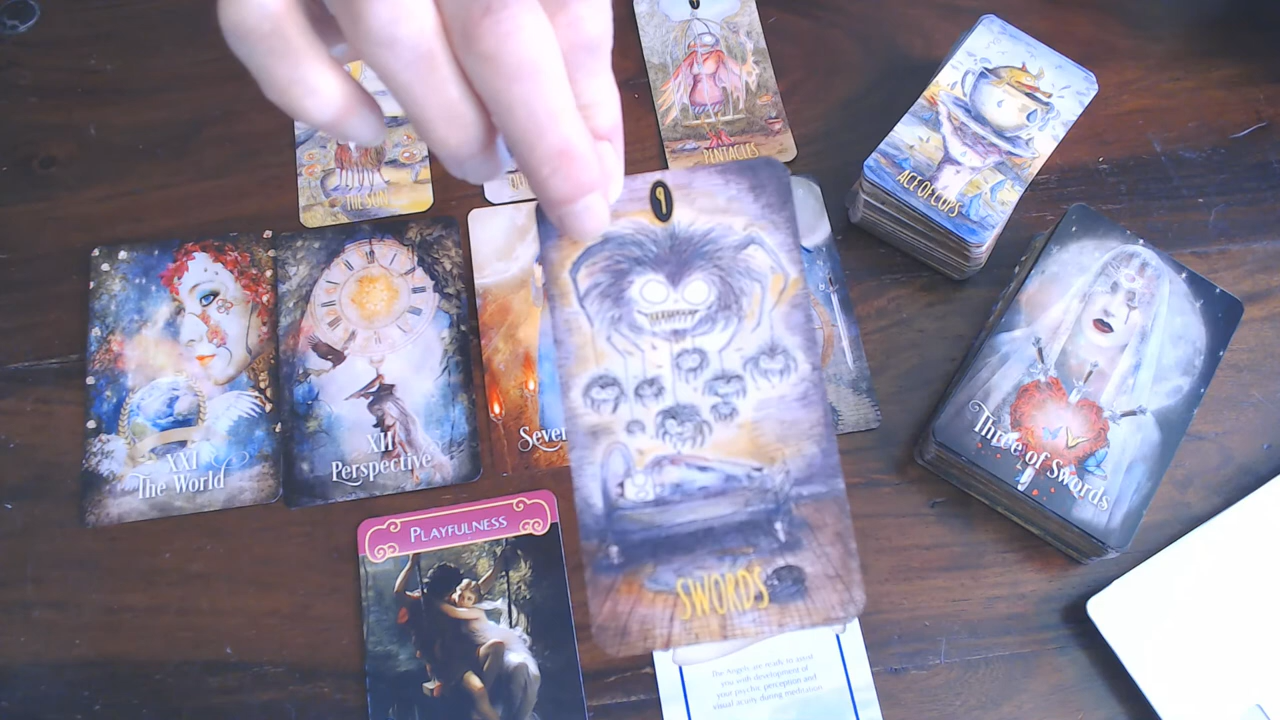 PENTACLES
ACE OF CUPS
THE SUN
9
XXI
The World
XII
Perspective
Three of Swords
PLAYFULNESS
SWORDS
The Angels are ready to assist
you with development of
your psychic perception and
visual acuity during meditation